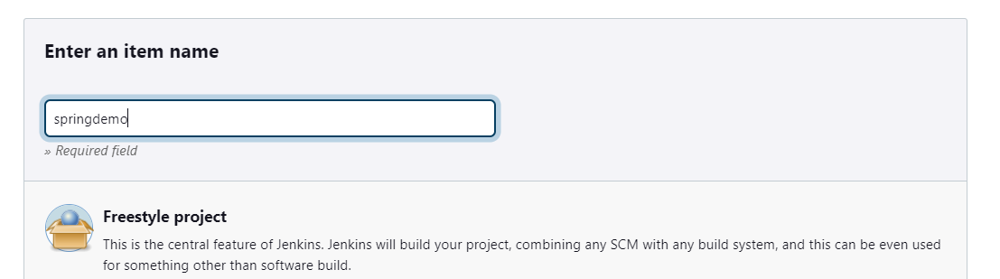 Enter an item name
springdemo
» Required field
Freestyle project
This is the central feature of Jenkins. Jenkins will build your project, combining any SCM with any build system, and this can be even used
for something other than software build.